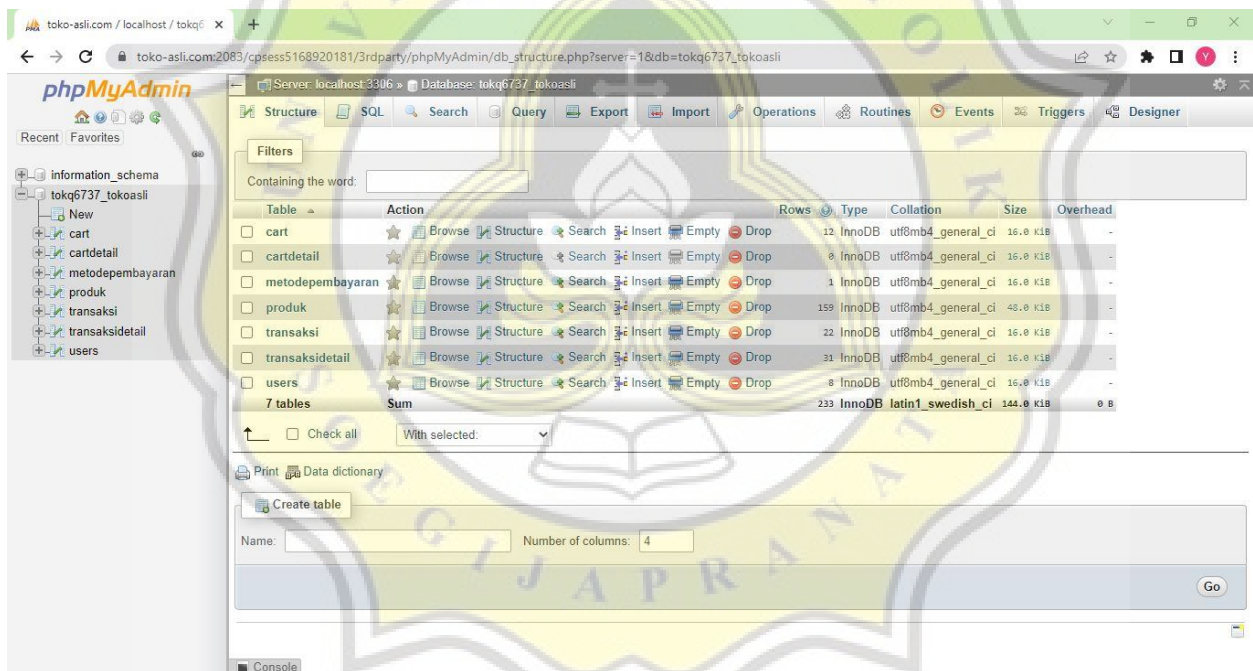 toko-asli.com / localhost / tokq6
toko-asli.com:2083/cpsess5168920181/3rdparty/phpMyAdmin/db_structure.php?server=1&db=tokq6737_tokoasli
Y
phpMyAdmin
Recent Favorites
information_schema
tokq6737_tokoasli
New
cart
cartdetail
metodepembayaran
produk
transaksi
transaksidetail
users
Server: localhost:3306 » Database: tokq6737_tokoasli
Structure SQL Search Query Export Import Operations Routines Events Triggers Designer
Filters
Containing the word:
Table Action Rows Type Collation Size Overhead
cart Browse Structure Search Insert Empty Drop 12 InnoDB utf8mb4_general_ci 16.0 KiB -
cartdetail Browse Structure Search Insert Empty Drop 0 InnoDB utf8mb4_general_ci 16.0 KiB -
metodepembayaran Browse Structure Search Insert Empty Drop 1 InnoDB utf8mb4_general_ci 16.0 KiB -
produk Browse Structure Search Insert Empty Drop 159 InnoDB utf8mb4_general_ci 48.0 KiB -
transaksi Browse Structure Search Insert Empty Drop 22 InnoDB utf8mb4_general_ci 16.0 KiB -
transaksidetail Browse Structure Search Insert Empty Drop 31 InnoDB utf8mb4_general_ci 16.0 KiB -
users Browse Structure Search Insert Empty Drop 8 InnoDB utf8mb4_general_ci 16.0 KiB -
7 tables Sum 233 InnoDB latin1_swedish_ci 144.0 KiB 0 B
Check all With selected:
Print Data dictionary
Create table
Name: Number of columns: 4
Go
Console
SOEGIJAPRANATA